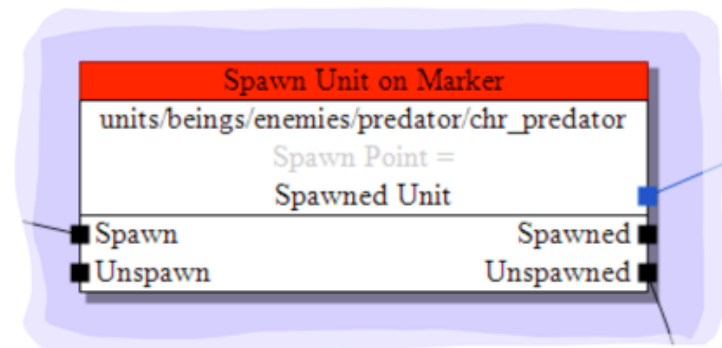 Spawn Unit on Marker
units/beings/enemies/predator/chr_predator
Spawn Point =
Spawned Unit
Spawn Spawned
Unspawn Unspawned